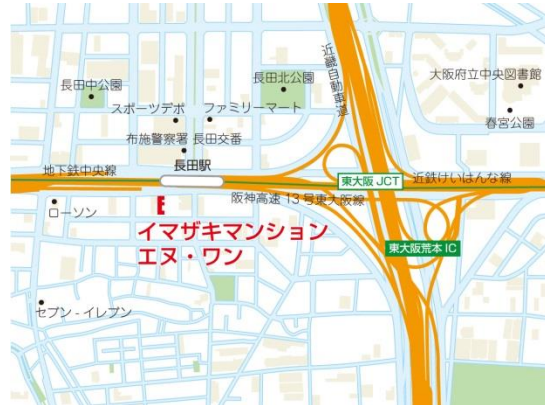 近畿自動車道
長田中公園
長田北公園
大阪府立中央図書館
スポーツデポ
ファミリーマート
春宮公園
布施警察署 長田交番
長田駅
地下鉄中央線
東大阪 JCT
近鉄けいはんな線
阪神高速 13 号東大阪線
ローソン
E
イマザキマンション
エヌ・ワン
東大阪荒本 IC
セブン - イレブン